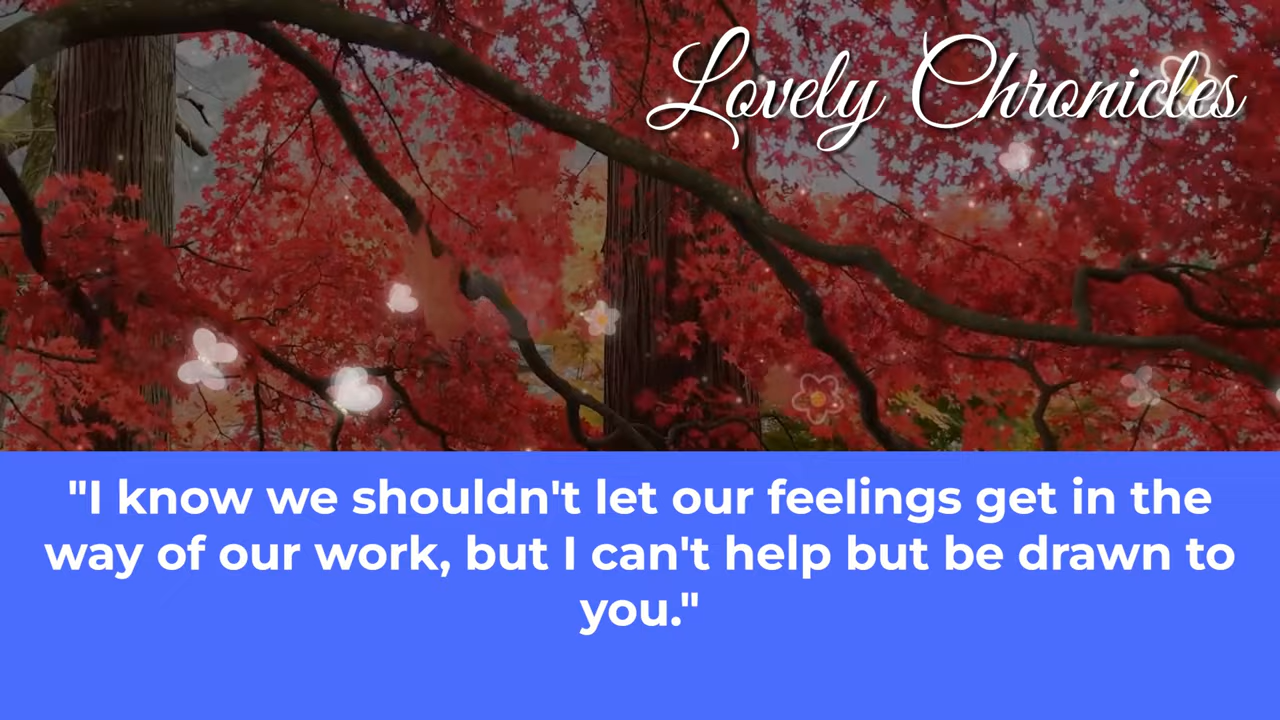 Lovely Chronicles
"I know we shouldn't let our feelings get in the
way of our work, but I can't help but be drawn to
you."